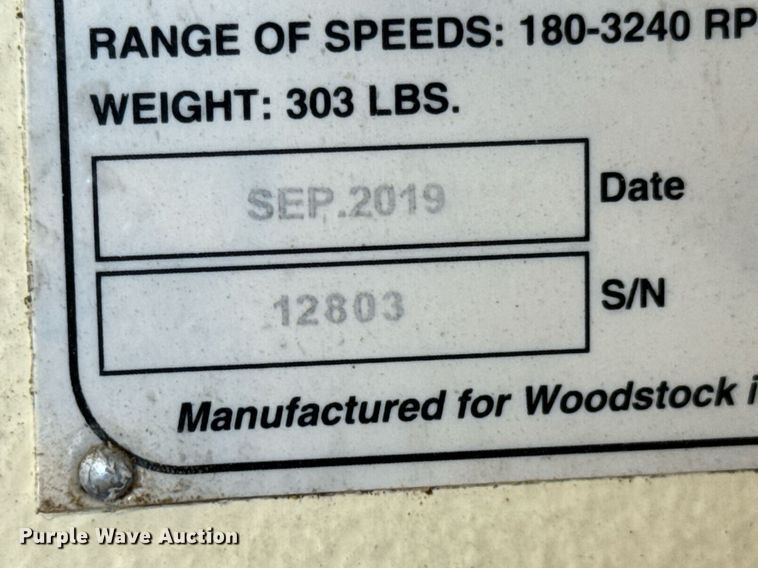 RANGE OF SPEEDS: 180-3240 RP
WEIGHT: 303 LBS.
SEP.2019 Date
12803 S/N
Manufactured for Woodstock i
Purple Wave Auction